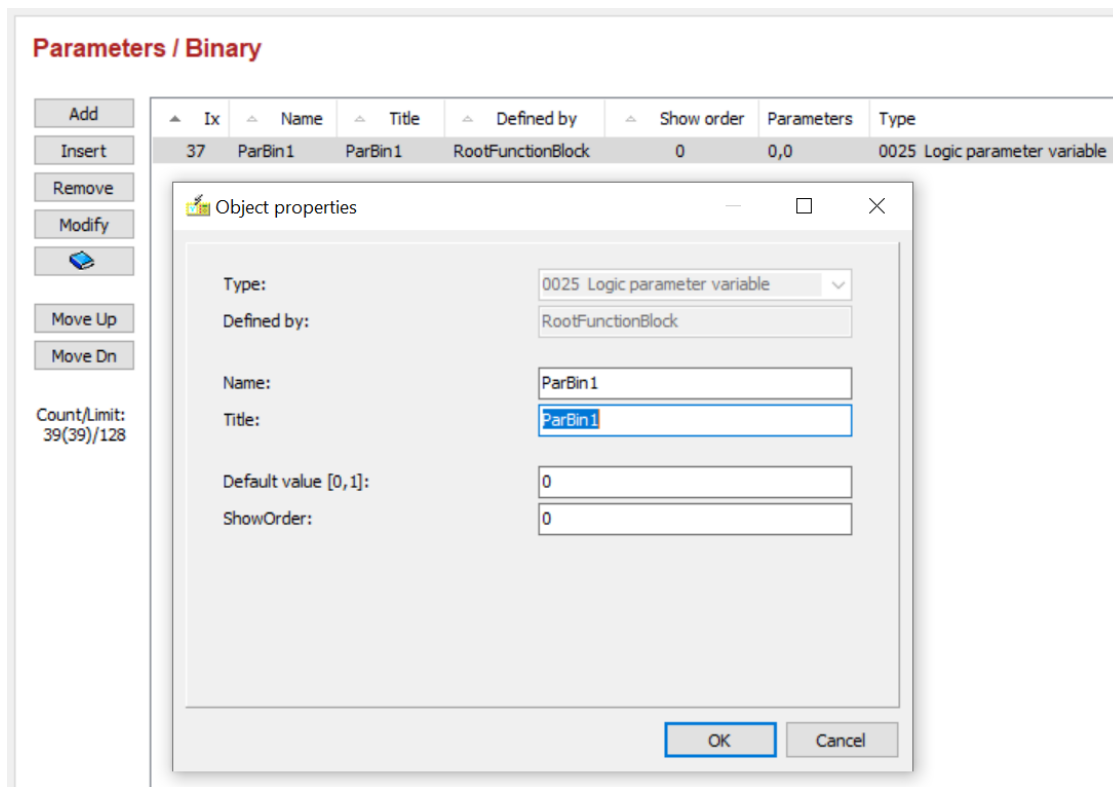 Parameters / Binary
Add
Insert
Remove
Modify
Move Up
Move Dn
Count/Limit:
39(39)/128
Ix Name Title Defined by Show order Parameters Type
37 ParBin1 ParBin1 RootFunctionBlock 0 0,0 0025 Logic parameter variable
Object properties
Type: 0025 Logic parameter variable
Defined by: RootFunctionBlock
Name: ParBin1
Title: ParBin1
Default value [0,1]: 0
ShowOrder: 0
OK Cancel